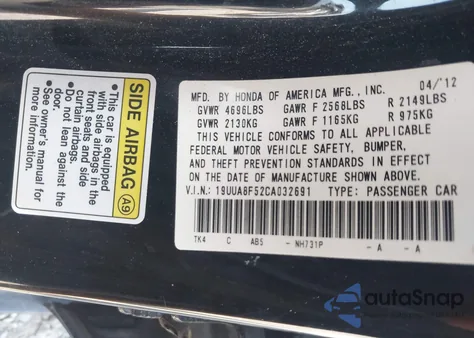 SIDE AIRBAG A9
•This car is equipped
with side airbags in the
front seats and side
curtain airbags.
•Do not lean against the
door.
•See owner's manual for
more information.
MFD. BY HONDA OF AMERICA MFG., INC. 04/'12
GVWR 4696LBS GAWR F 2568LBS R 2149LBS
GVWR 2130KG GAWR F 1165KG R 975KG
THIS VEHICLE CONFORMS TO ALL APPLICABLE
FEDERAL MOTOR VEHICLE SAFETY, BUMPER,
AND THEFT PREVENTION STANDARDS IN EFFECT
ON THE DATE OF MANUFACTURE SHOWN ABOVE.
V.I.N.: 19UUA8F52CA032691 TYPE: PASSENGER CAR
TK4 C AB5 - NH731P - A - A
autoSnap